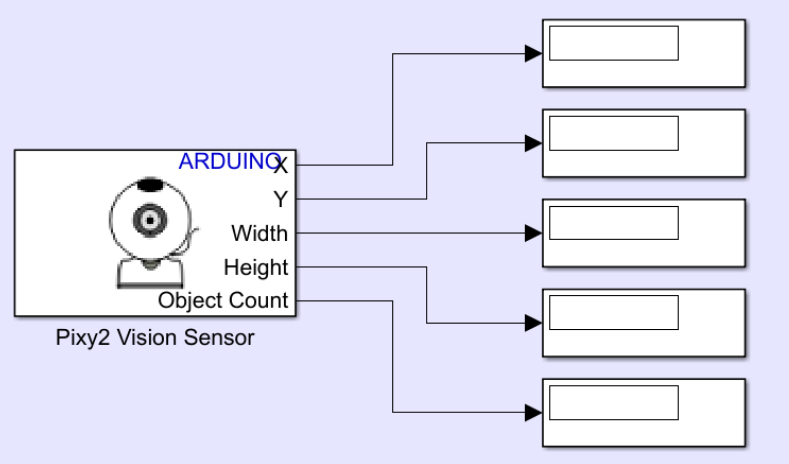 ARDUINO
X
Y
Width
Height
Object Count
Pixy2 Vision Sensor